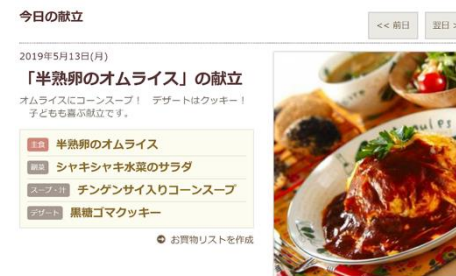 今日の献立
<< 前日
翌日 >
2019年5月13日(月)
「半熟卵のオムライス」の献立
オムライスにコーンスープ！ デザートはクッキー！
子どもも喜ぶ献立です。
主食 半熟卵のオムライス
副菜 シャキシャキ水菜のサラダ
スープ・汁 チンゲンサイ入りコーンスープ
デザート 黒糖ゴマクッキー
お買物リストを作成